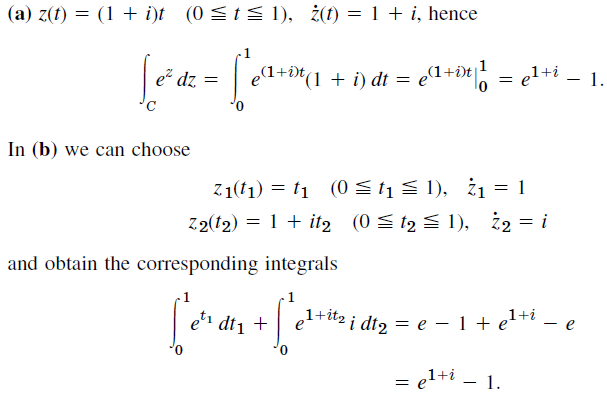 (a) z(t) = (1 + i)t (0 ≦ t ≦ 1), ż(t) = 1 + i, hence
∫_C e^z dz = ∫_0^1 e^{(1+i)t}(1 + i) dt = e^{(1+i)t}|_0^1 = e^{1+i} − 1.
In (b) we can choose
z_1(t_1) = t_1 (0 ≦ t_1 ≦ 1), ż_1 = 1
z_2(t_2) = 1 + it_2 (0 ≦ t_2 ≦ 1), ż_2 = i
and obtain the corresponding integrals
∫_0^1 e^{t_1} dt_1 + ∫_0^1 e^{1+it_2} i dt_2 = e − 1 + e^{1+i} − e
= e^{1+i} − 1.